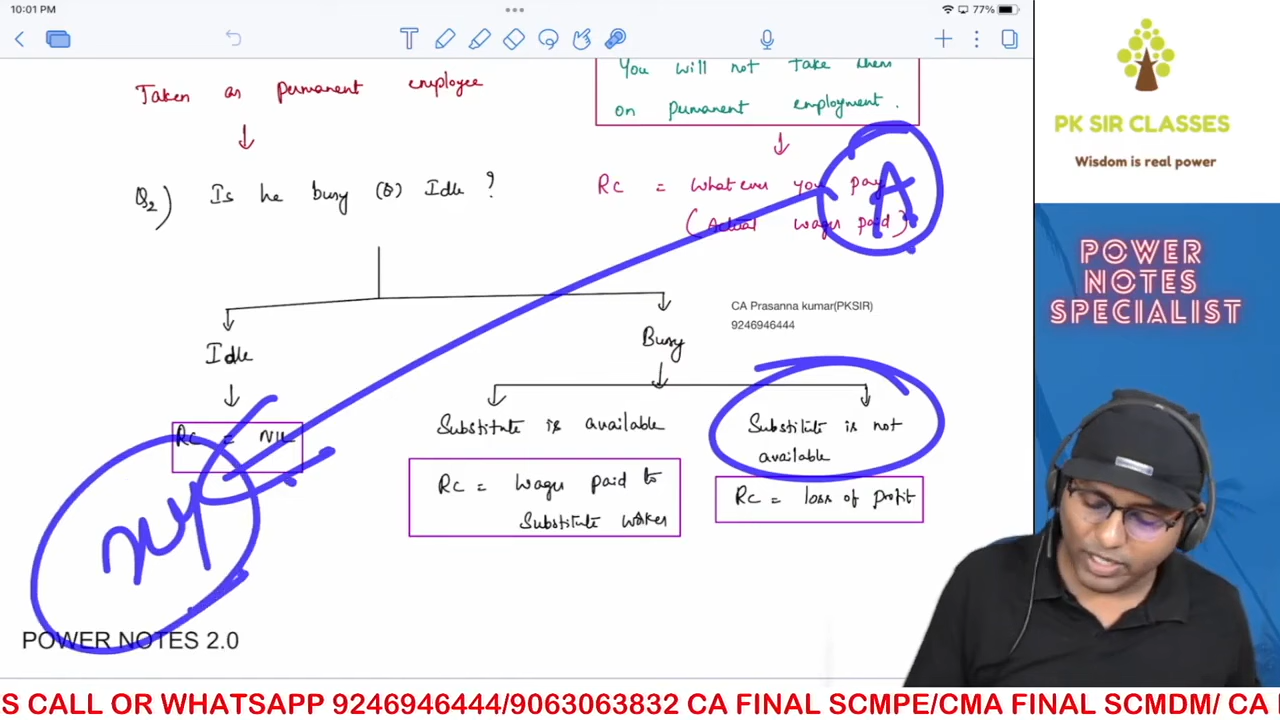 10:01 PM
77%
Taken as permanent employee
You will not take them
on permanent employment.
Q2) Is he busy (or) Idle ?
RC = Whatever you pay
(Actual wages paid)
A
CA Prasanna kumar(PKSIR)
9246946444
Idle
Busy
RC = NIL
Substitute is available
Substitute is not
available
RC = wages paid to
Substitute worker
RC = loss of profit
POWER NOTES 2.0
PK SIR CLASSES
Wisdom is real power
POWER
NOTES
SPECIALIST
S CALL OR WHATSAPP 9246946444/9063063832 CA FINAL SCMPE/CMA FINAL SCMDM/ CA